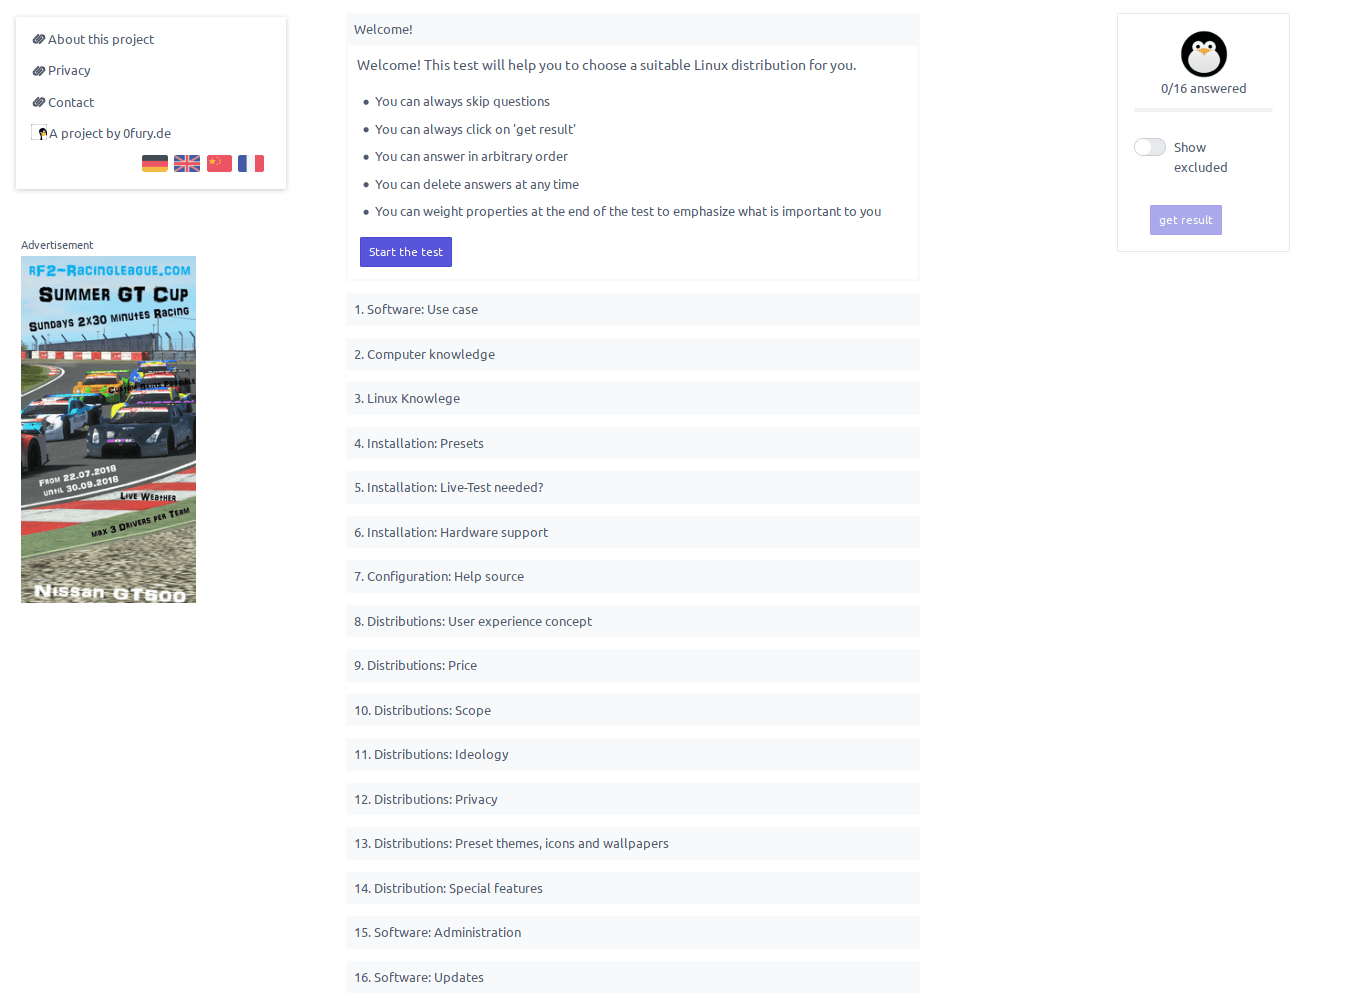 About this project
Privacy
Contact
A project by 0fury.de
Advertisement
rF2-Racingleague.com
Summer GT Cup
Sundays 2x30 minutes Racing
Custom Skins Possible
From 22.07.2018
until 30.09.2018
Live Weather
max 3 Drivers per Team
Nissan GT500
Welcome!
Welcome! This test will help you to choose a suitable Linux distribution for you.
You can always skip questions
You can always click on 'get result'
You can answer in arbitrary order
You can delete answers at any time
You can weight properties at the end of the test to emphasize what is important to you
Start the test
1. Software: Use case
2. Computer knowledge
3. Linux Knowlege
4. Installation: Presets
5. Installation: Live-Test needed?
6. Installation: Hardware support
7. Configuration: Help source
8. Distributions: User experience concept
9. Distributions: Price
10. Distributions: Scope
11. Distributions: Ideology
12. Distributions: Privacy
13. Distributions: Preset themes, icons and wallpapers
14. Distribution: Special features
15. Software: Administration
16. Software: Updates
0/16 answered
Show
excluded
get result